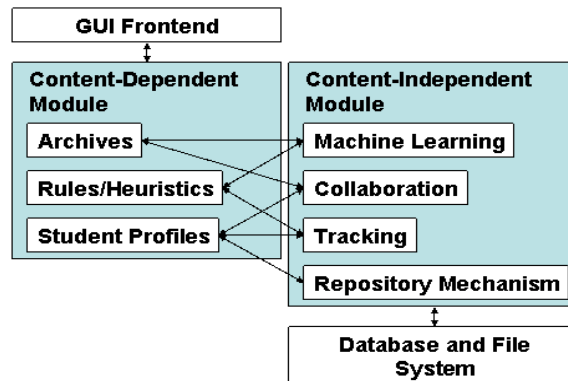 GUI Frontend
Content-Dependent
Module
Archives
Rules/Heuristics
Student Profiles
Content-Independent
Module
Machine Learning
Collaboration
Tracking
Repository Mechanism
Database and File
System